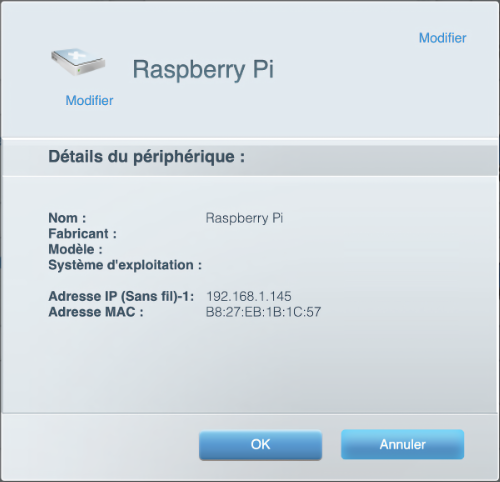 Modifier
Raspberry Pi
Modifier
Détails du périphérique :
Nom : Raspberry Pi
Fabricant :
Modèle :
Système d'exploitation :
Adresse IP (Sans fil)-1: 192.168.1.145
Adresse MAC : B8:27:EB:1B:1C:57
OK Annuler